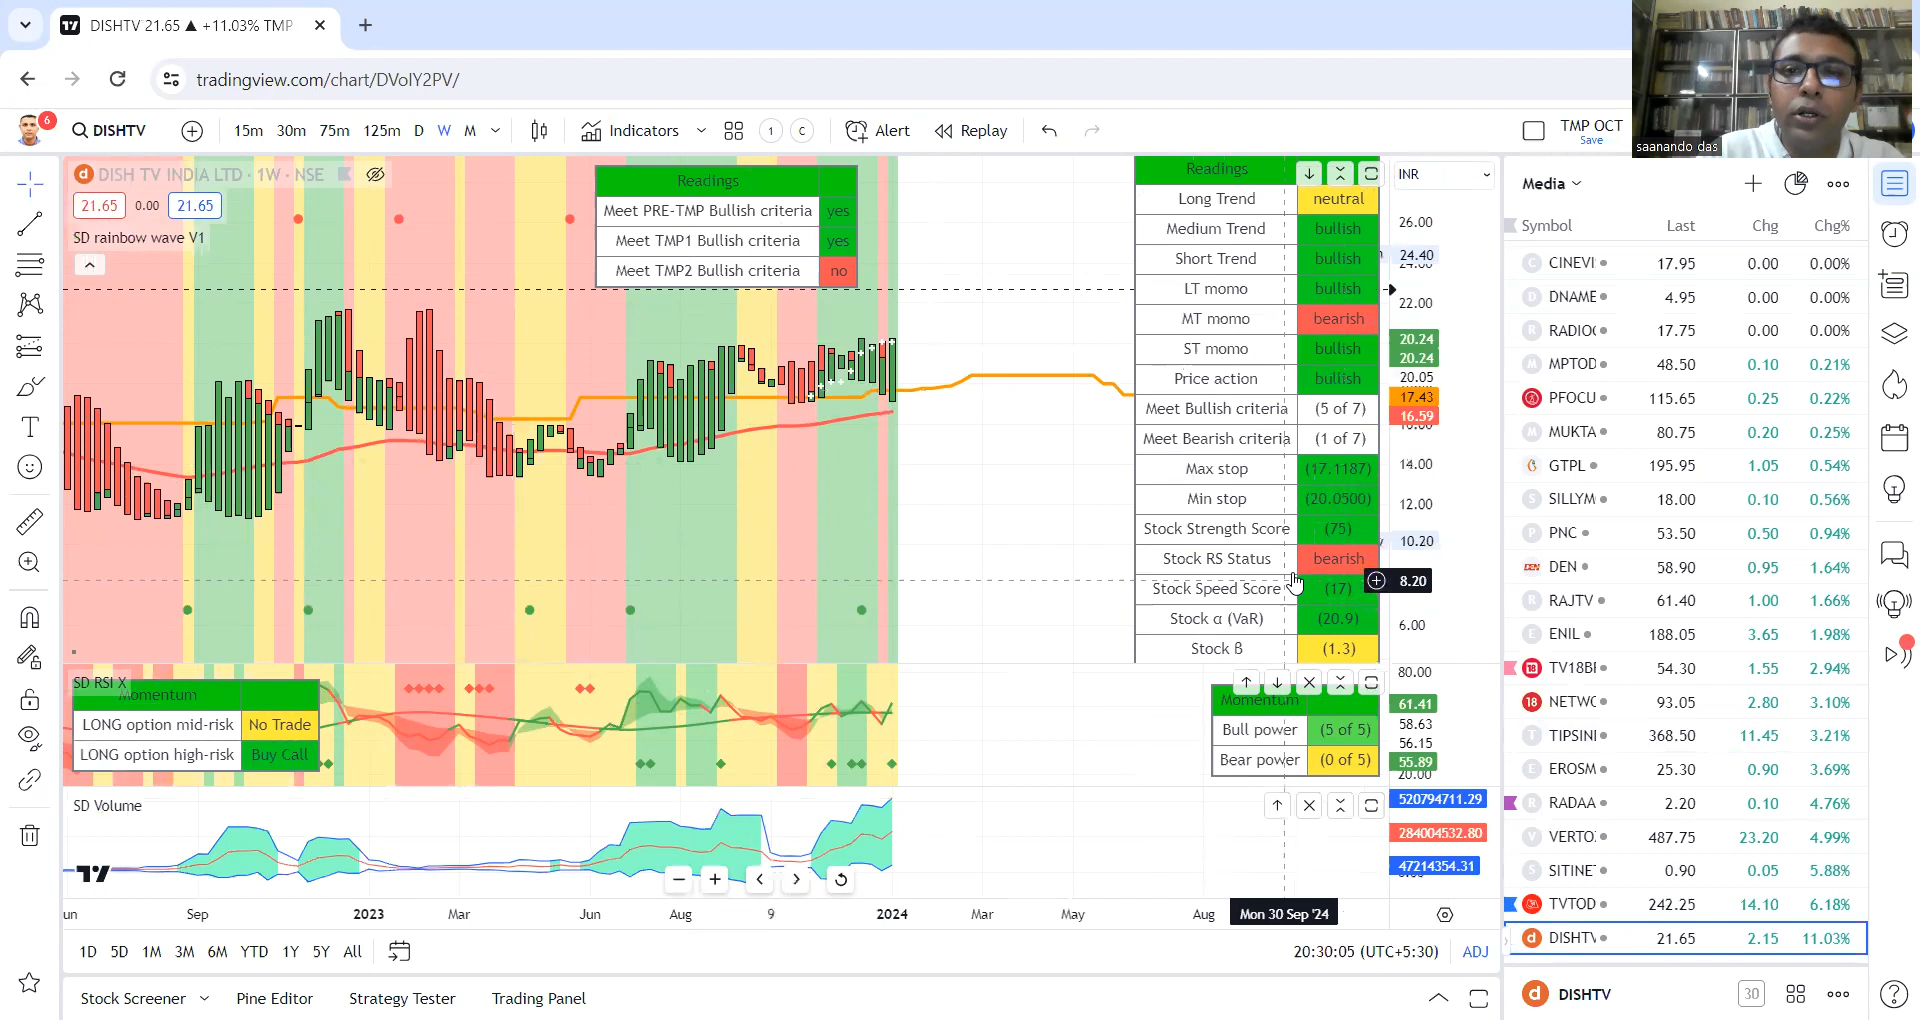 DISHTV 21.65 ▲ +11.03% TMP
tradingview.com/chart/DVoIY2PV/
6
DISHTV
15m 30m 75m 125m D W M
Indicators
1 C
Alert
Replay
TMP OCT
Save
saanando das
DISH TV INDIA LTD · 1W · NSE
21.65 0.00 21.65
SD rainbow wave V1
Readings
Meet PRE-TMP Bullish criteria yes
Meet TMP1 Bullish criteria yes
Meet TMP2 Bullish criteria no
Readings
Long Trend neutral
Medium Trend bullish
Short Trend bullish
LT momo bullish
MT momo bearish
ST momo bullish
Price action bullish
Meet Bullish criteria (5 of 7)
Meet Bearish criteria (1 of 7)
Max stop (17.1187)
Min stop (20.0500)
Stock Strength Score (75)
Stock RS Status bearish
Stock Speed Score (17)
Stock α (VaR) (20.9)
Stock ß (1.3)
INR
26.00
24.40
22.00
20.24
20.24
20.05
17.43
16.59
14.00
12.00
10.20
8.20
6.00
SD RSI X
Momentum
LONG option mid-risk No Trade
LONG option high-risk Buy Call
Momentum
Bull power (5 of 5)
Bear power (0 of 5)
80.00
61.41
58.63
56.15
55.89
20.00
SD Volume
520794711.29
284004532.80
47214354.31
Sep 2023 Mar Jun Aug 9 2024 Mar May Aug Mon 30 Sep '24
1D 5D 1M 3M 6M YTD 1Y 5Y All
20:30:05 (UTC+5:30) ADJ
Stock Screener Pine Editor Strategy Tester Trading Panel
Media
Symbol Last Chg Chg%
CINEVI 17.95 0.00 0.00%
DNAME 4.95 0.00 0.00%
RADIO 17.75 0.00 0.00%
MPTOD 48.50 0.10 0.21%
PFOCU 115.65 0.25 0.22%
MUKTA 80.75 0.20 0.25%
GTPL 195.95 1.05 0.54%
SILLYM 18.00 0.10 0.56%
PNC 53.50 0.50 0.94%
DEN 58.90 0.95 1.64%
RAJTV 61.40 1.00 1.66%
ENIL 188.05 3.65 1.98%
TV18BI 54.30 1.55 2.94%
NETWC 93.05 2.80 3.10%
TIPSINI 368.50 11.45 3.21%
EROSM 25.30 0.90 3.69%
RADAA 2.20 0.10 4.76%
VERTO 487.75 23.20 4.99%
SITINE 0.90 0.05 5.88%
TVTOD 242.25 14.10 6.18%
DISHTV 21.65 2.15 11.03%
DISHTV
30